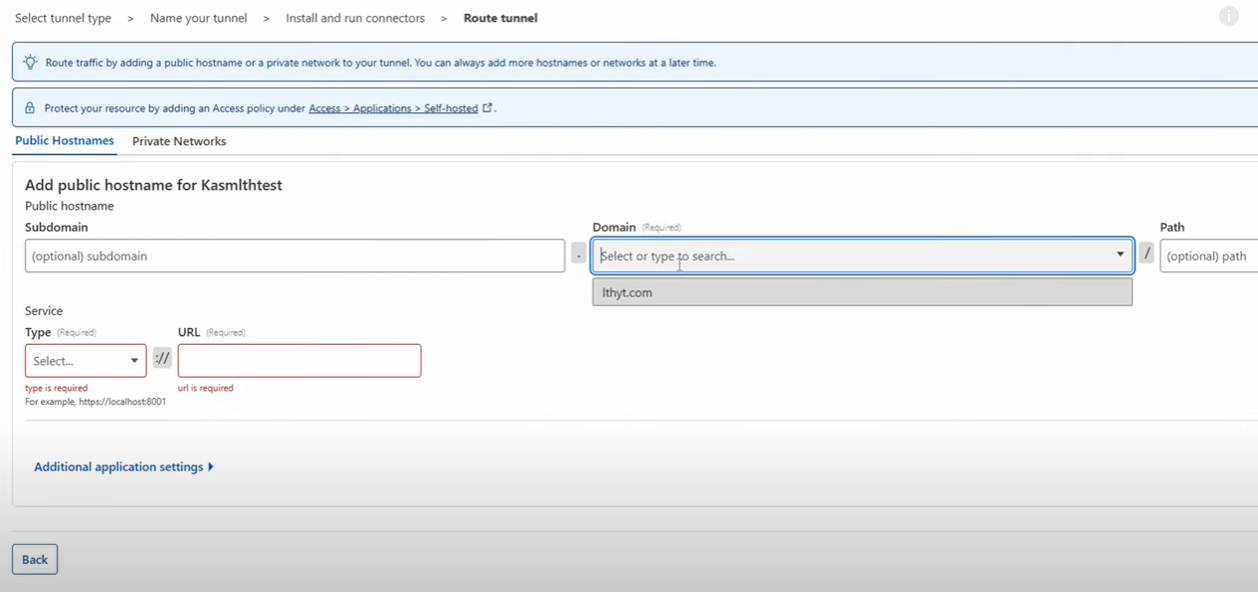 Select tunnel type > Name your tunnel > Install and run connectors > Route tunnel
Route traffic by adding a public hostname or a private network to your tunnel. You can always add more hostnames or networks at a later time.
Protect your resource by adding an Access policy under Access > Applications > Self-hosted .
Public Hostnames Private Networks
Add public hostname for Kasmlthtest
Public hostname
Subdomain Domain (Required) Path
(optional) subdomain . Select or type to search... / (optional) path
lthyt.com
Service
Type (Required) URL (Required)
Select... ://
type is required url is required
For example, https://localhost:8001
Additional application settings
Back